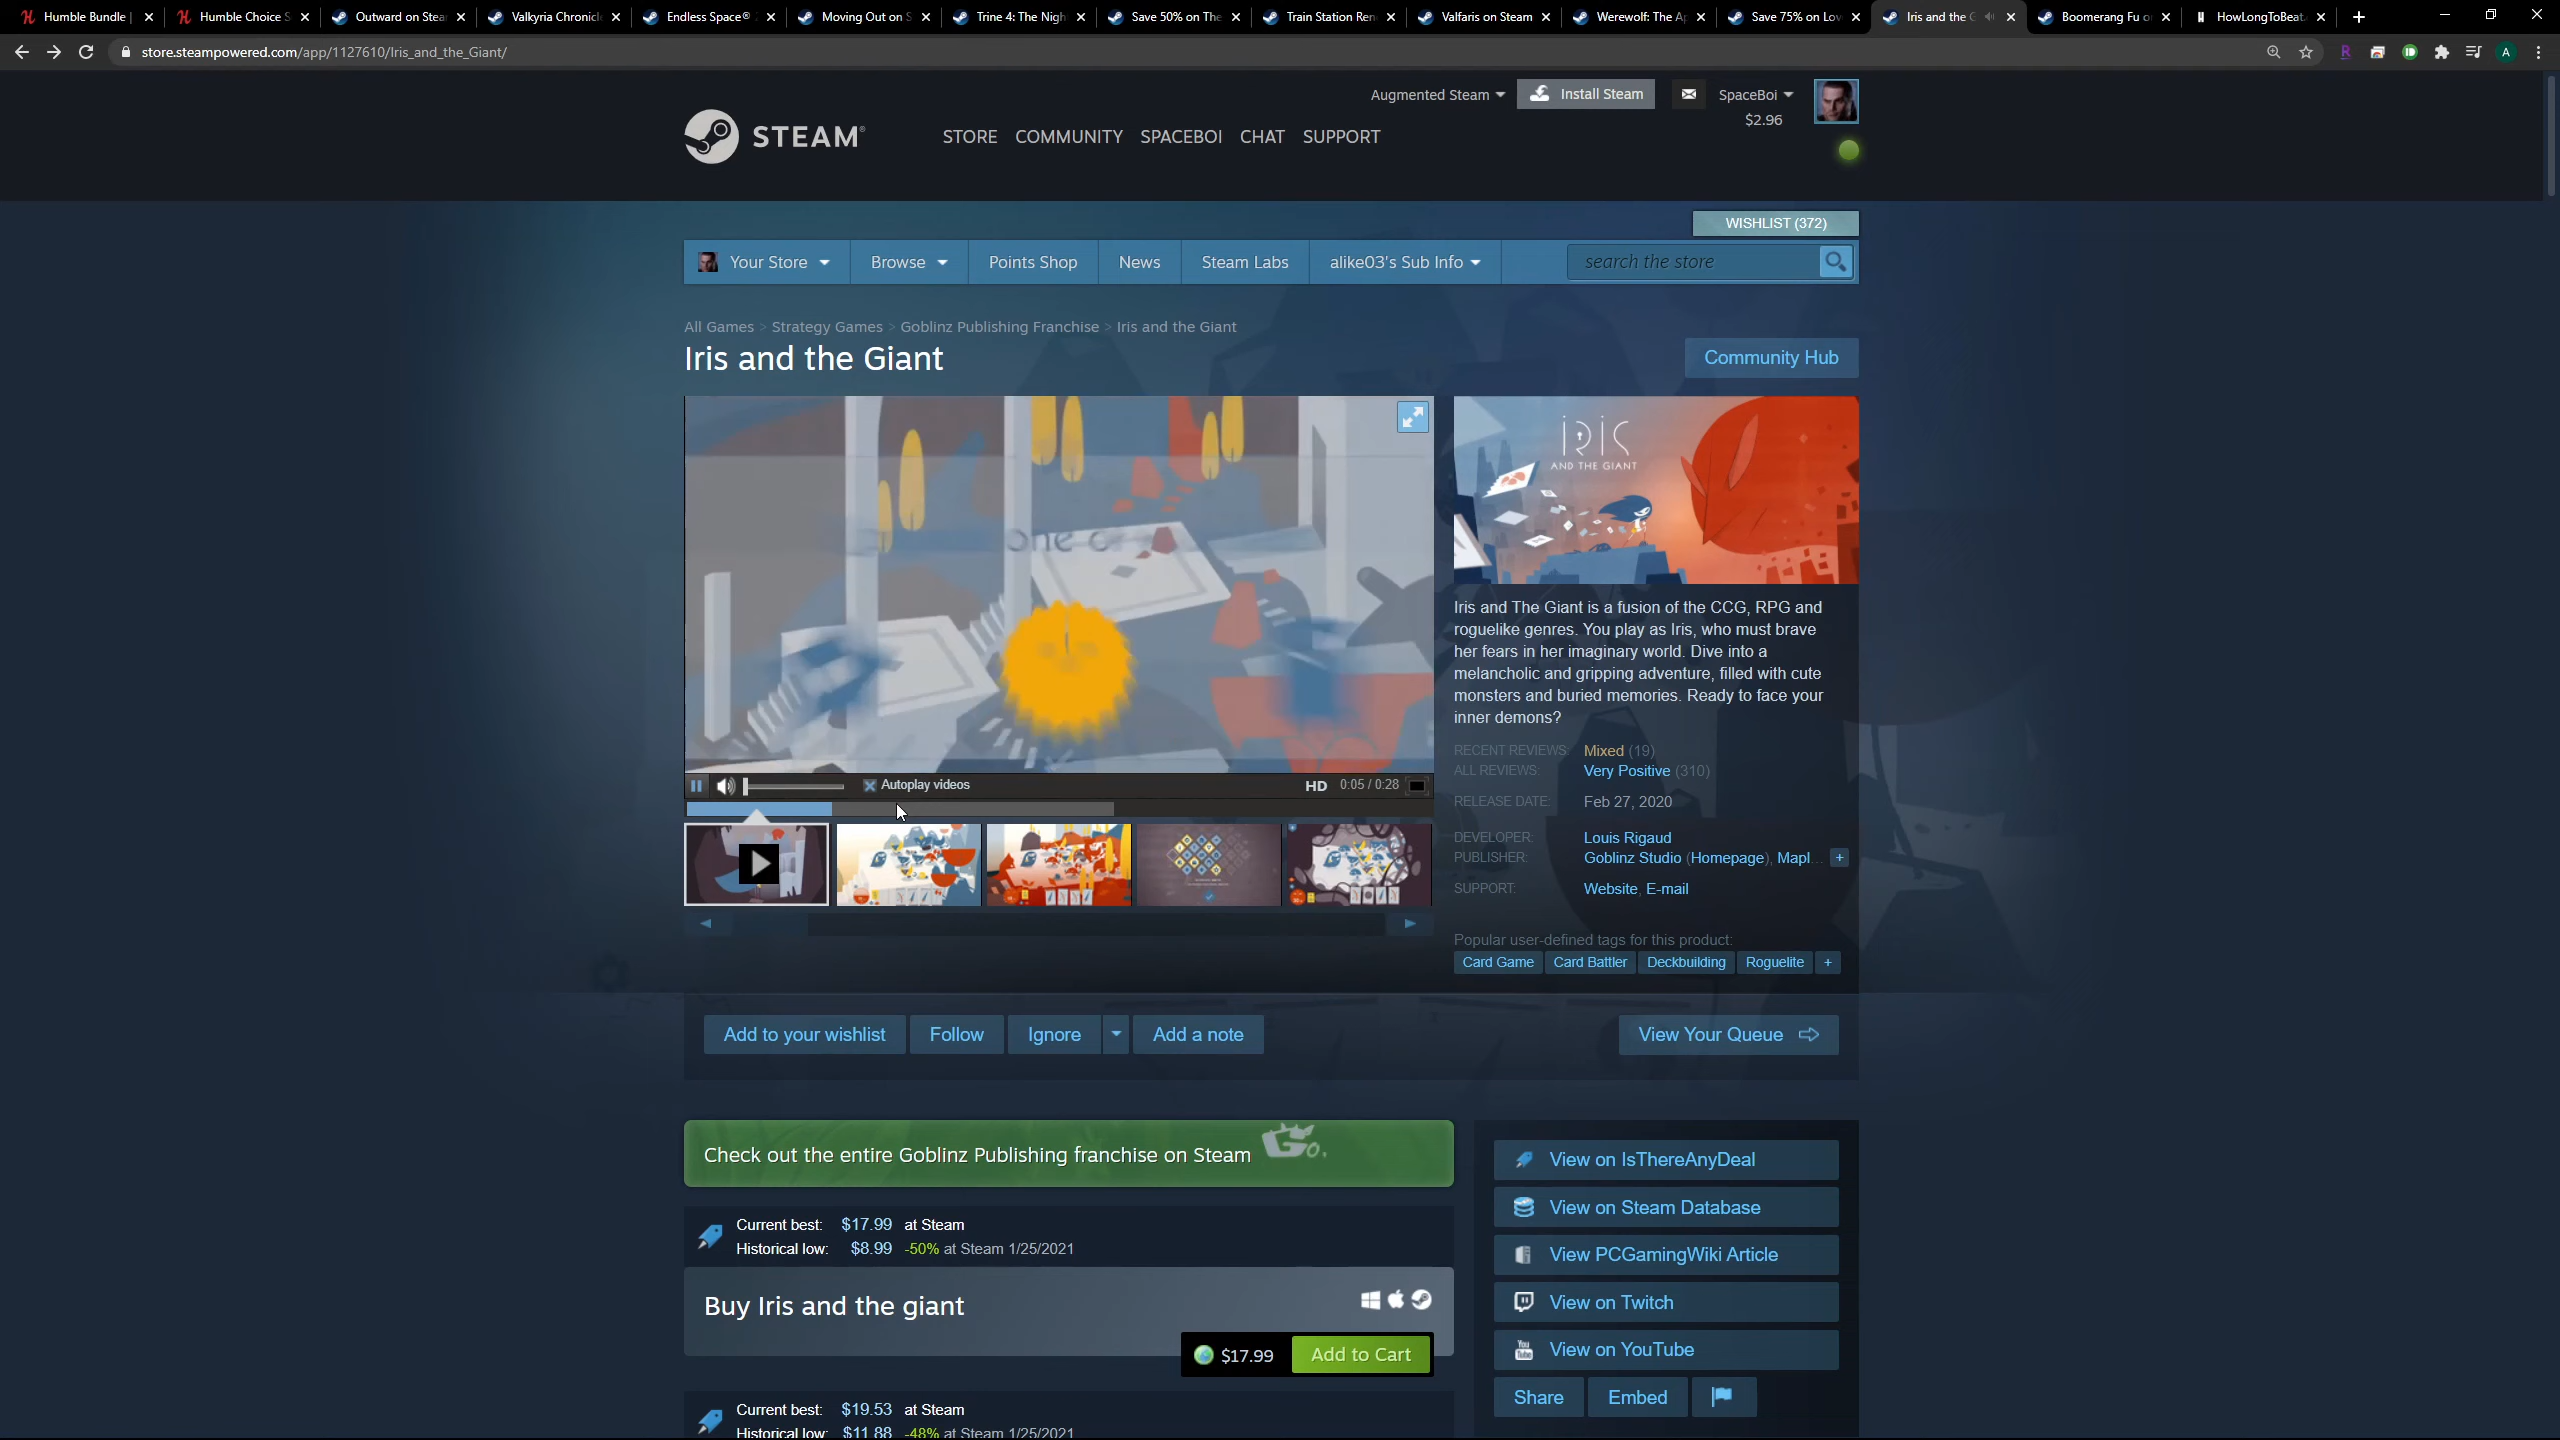 Humble Bundle |
Humble Choice S
Outward on Stea
Valkyria Chronicl
Endless Space®
Moving Out on S
Trine 4: The Nigh
Save 50% on The
Train Station Ren
Valfaris on Steam
Werewolf: The Ap
Save 75% on Lov
Iris and the G
Boomerang Fu o
HowLongToBeat.
store.steampowered.com/app/1127610/Iris_and_the_Giant/
A
Augmented Steam
Install Steam
SpaceBoi
$2.96
STEAM®
STORE COMMUNITY SPACEBOI CHAT SUPPORT
WISHLIST (372)
Your Store Browse Points Shop News Steam Labs alike03's Sub Info search the store
All Games > Strategy Games > Goblinz Publishing Franchise > Iris and the Giant
Iris and the Giant
Community Hub
one of
Autoplay videos
HD 0:05 / 0:28
IRIS
AND THE GIANT
Iris and The Giant is a fusion of the CCG, RPG and
roguelike genres. You play as Iris, who must brave
her fears in her imaginary world. Dive into a
melancholic and gripping adventure, filled with cute
monsters and buried memories. Ready to face your
inner demons?
RECENT REVIEWS: Mixed (19)
ALL REVIEWS: Very Positive (310)
RELEASE DATE: Feb 27, 2020
DEVELOPER: Louis Rigaud
PUBLISHER: Goblinz Studio (Homepage), Mapl... +
SUPPORT: Website, E-mail
Popular user-defined tags for this product:
Card Game Card Battler Deckbuilding Roguelite +
Add to your wishlist Follow Ignore Add a note View Your Queue
Check out the entire Goblinz Publishing franchise on Steam
Go.
Current best: $17.99 at Steam
Historical low: $8.99 -50% at Steam 1/25/2021
Buy Iris and the giant
$17.99 Add to Cart
Current best: $19.53 at Steam
Historical low: $11.88 -48% at Steam 1/25/2021
View on IsThereAnyDeal
View on Steam Database
View PCGamingWiki Article
View on Twitch
You Tube View on YouTube
Share Embed